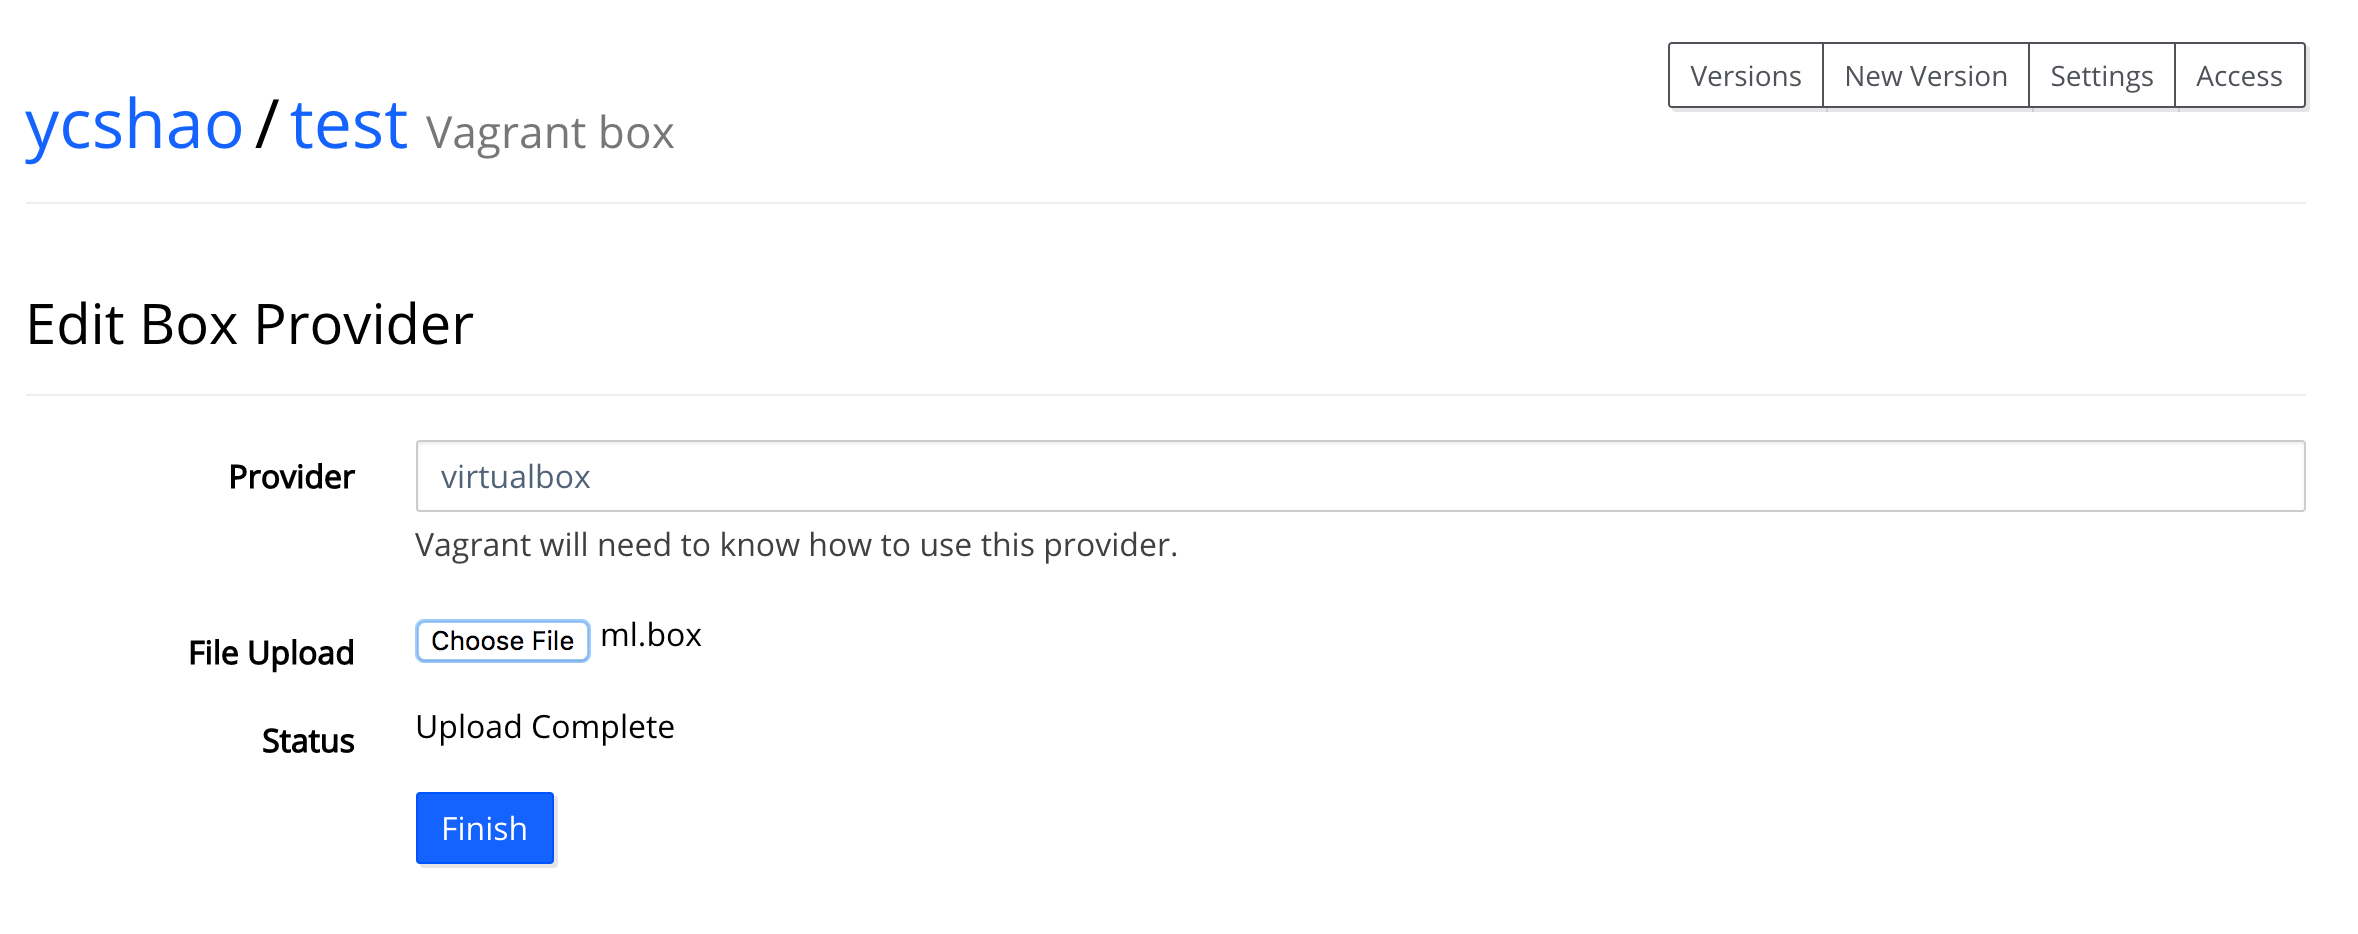 Versions New Version Settings Access
ycshao / test Vagrant box
Edit Box Provider
Provider virtualbox
Vagrant will need to know how to use this provider.
File Upload Choose File ml.box
Status Upload Complete
Finish